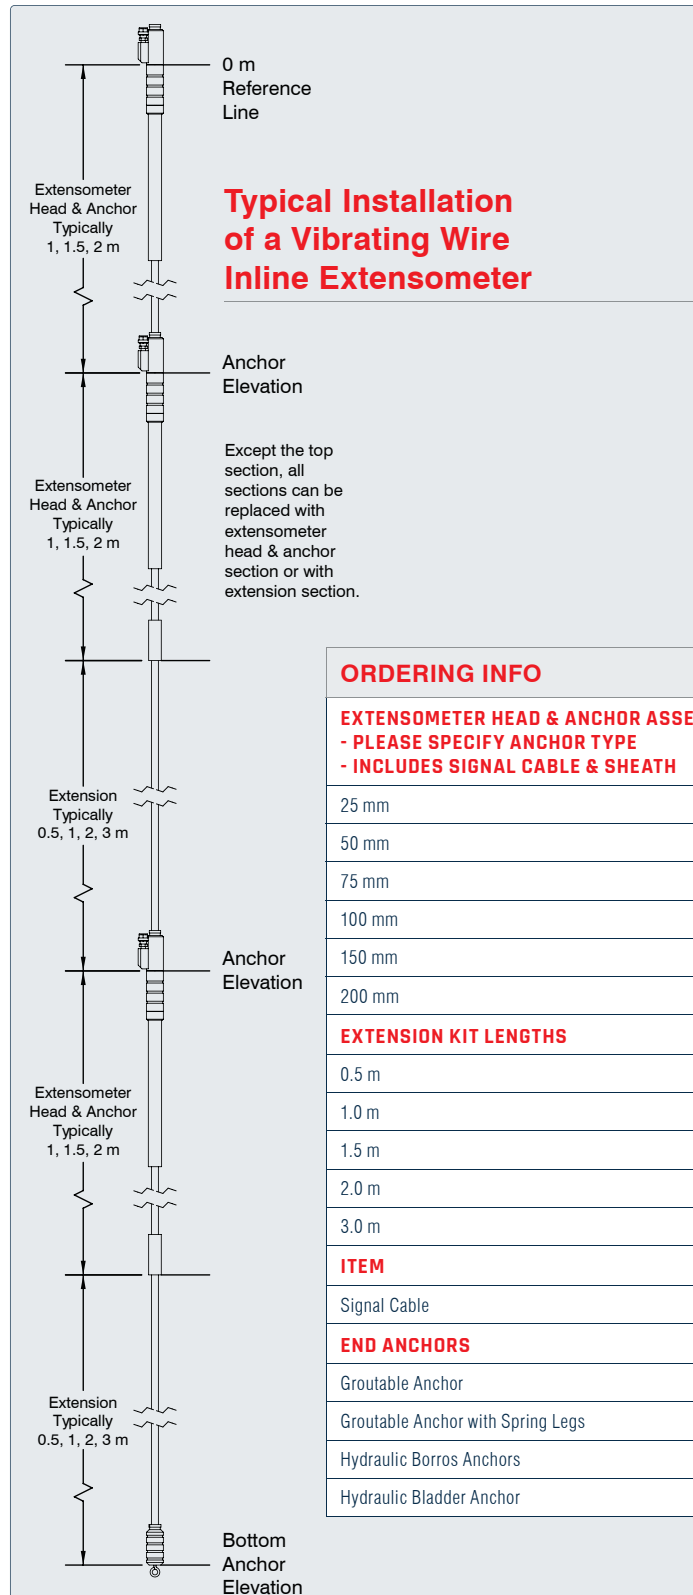 0 m
Reference
Line
Extensometer
Head & Anchor
Typically
1, 1.5, 2 m
Typical Installation
of a Vibrating Wire
Inline Extensometer
Anchor
Elevation
Extensometer
Head & Anchor
Typically
1, 1.5, 2 m
Except the top
section, all
sections can be
replaced with
extensometer
head & anchor
section or with
extension section.
Extension
Typically
0.5, 1, 2, 3 m
Anchor
Elevation
Extensometer
Head & Anchor
Typically
1, 1.5, 2 m
Extension
Typically
0.5, 1, 2, 3 m
Bottom
Anchor
Elevation
ORDERING INFO
EXTENSOMETER HEAD & ANCHOR ASSE
- PLEASE SPECIFY ANCHOR TYPE
- INCLUDES SIGNAL CABLE & SHEATH
25 mm
50 mm
75 mm
100 mm
150 mm
200 mm
EXTENSION KIT LENGTHS
0.5 m
1.0 m
1.5 m
2.0 m
3.0 m
ITEM
Signal Cable
END ANCHORS
Groutable Anchor
Groutable Anchor with Spring Legs
Hydraulic Borros Anchors
Hydraulic Bladder Anchor